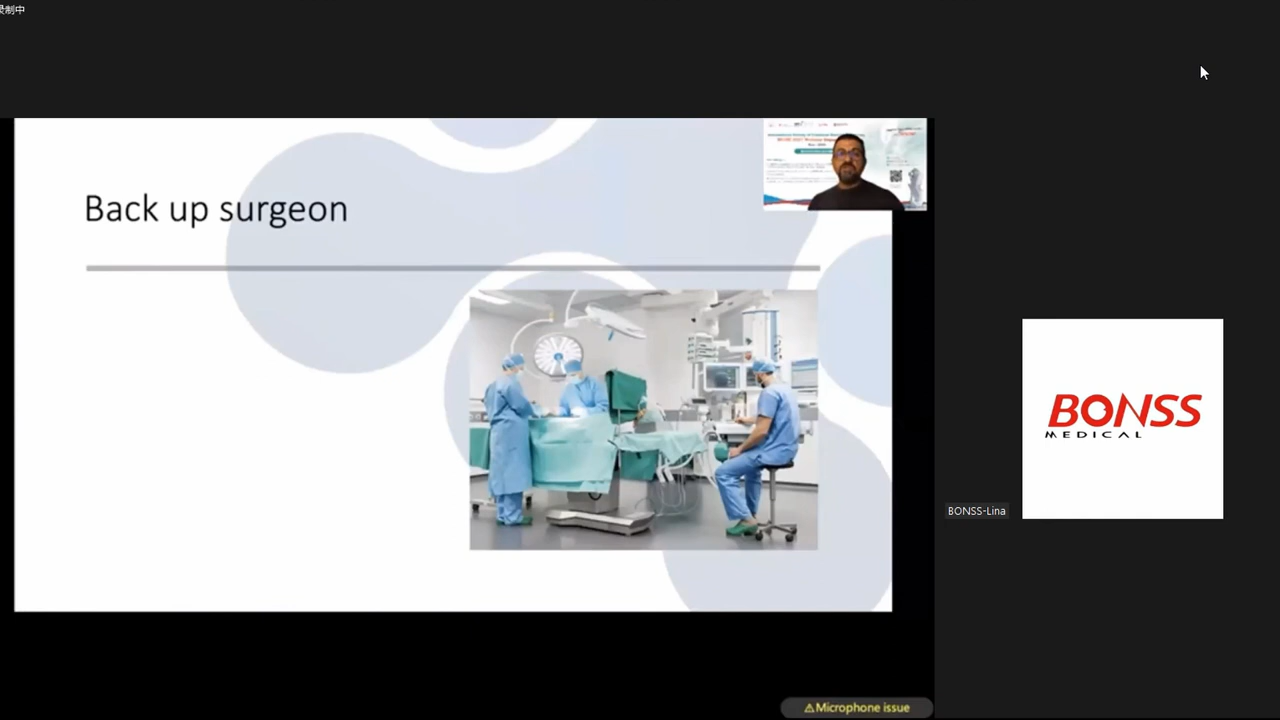 录制中
Back up surgeon
BONSS
MEDICAL
BONSS-Lina
⚠Microphone issue